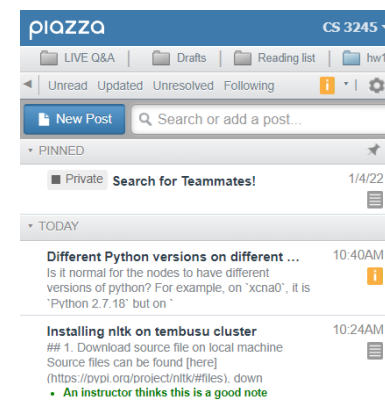 piazza
CS 3245
LIVE Q&A
Drafts
Reading list
hw1
Unread Updated Unresolved Following
i
New Post
Search or add a post...
PINNED
Private Search for Teammates! 1/4/22
TODAY
Different Python versions on different ... 10:40AM
Is it normal for the nodes to have different
i
versions of python? For example, on `xcna0`, it is
`Python 2.7.18` but on `
Installing nltk on tembusu cluster 10:24AM
## 1. Download source file on local machine
Source files can be found [here]
(https://pypi.org/project/nltk/#files), down
• An instructor thinks this is a good note